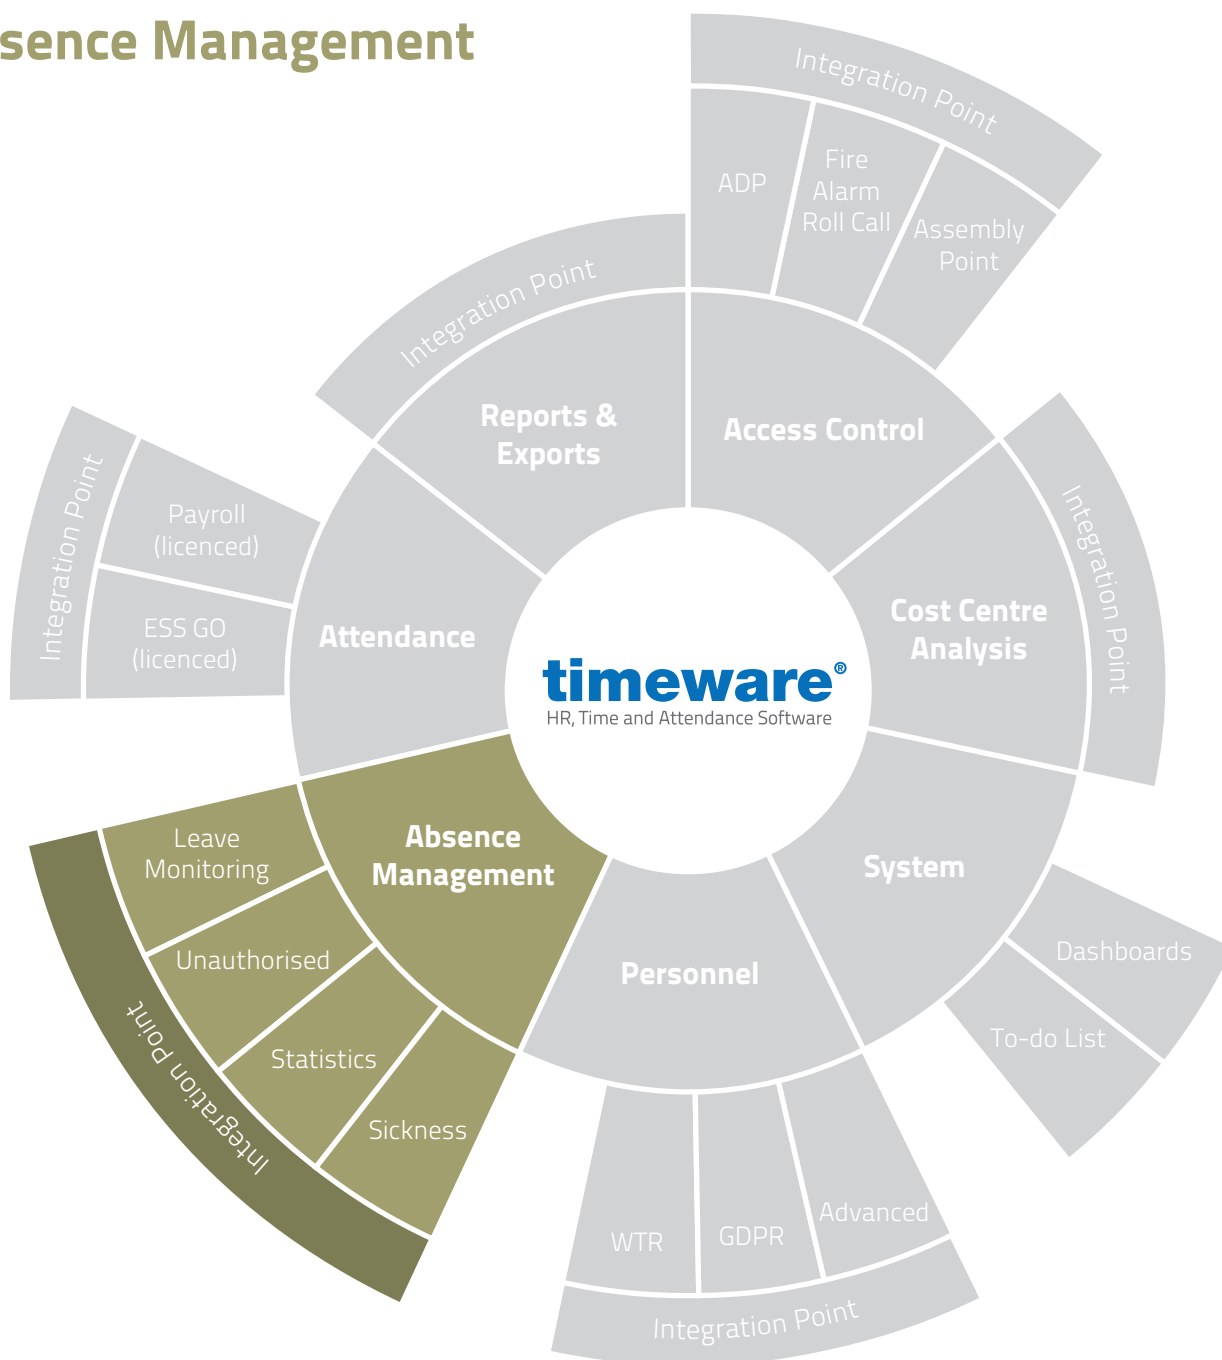 sence Management
Integration Point
ADP
Fire
Alarm
Roll Call
Assembly
Point
Integration Point
Reports &
Exports
Access Control
Integration Point
Payroll
(licenced)
ESS GO
(licenced)
Attendance
Cost Centre
Analysis
Integration Point
timeware®
HR, Time and Attendance Software
Absence
Management
Leave
Monitoring
Unauthorised
Statistics
Sickness
Integration Point
System
Dashboards
To-do List
Personnel
WTR
GDPR
Advanced
Integration Point